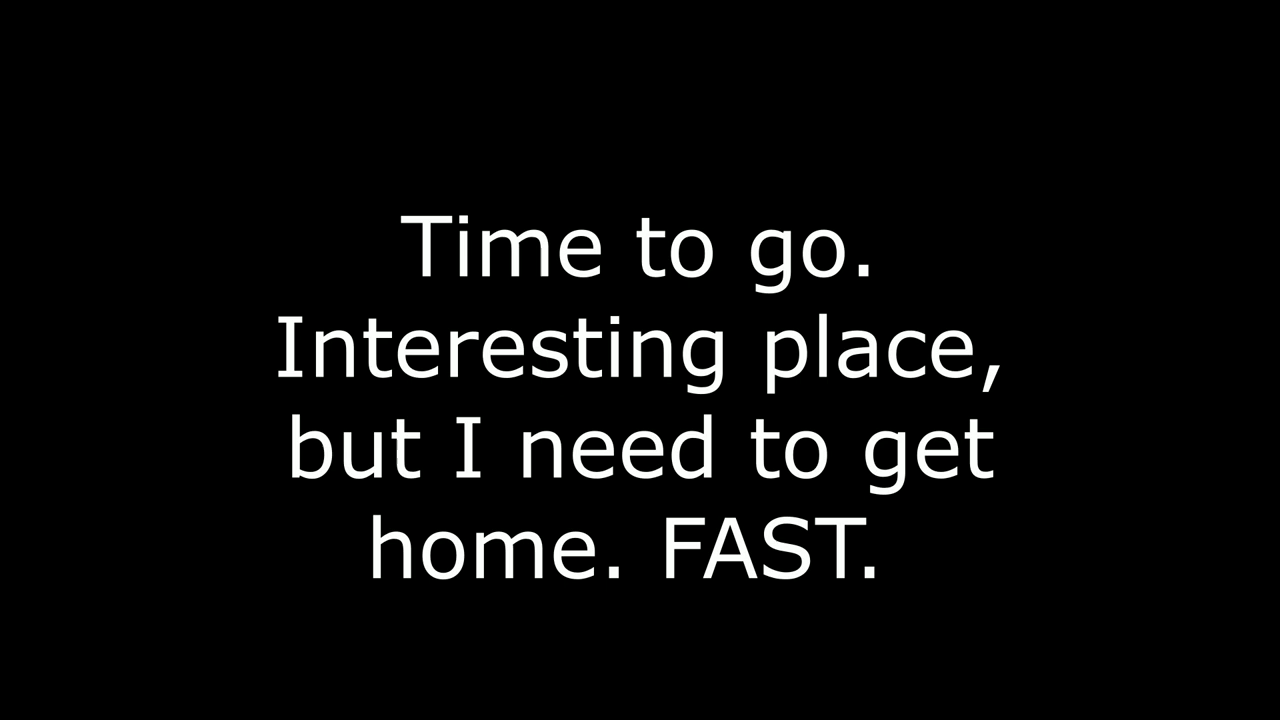 Time to go.
Interesting place,
but I need to get
home. FAST.